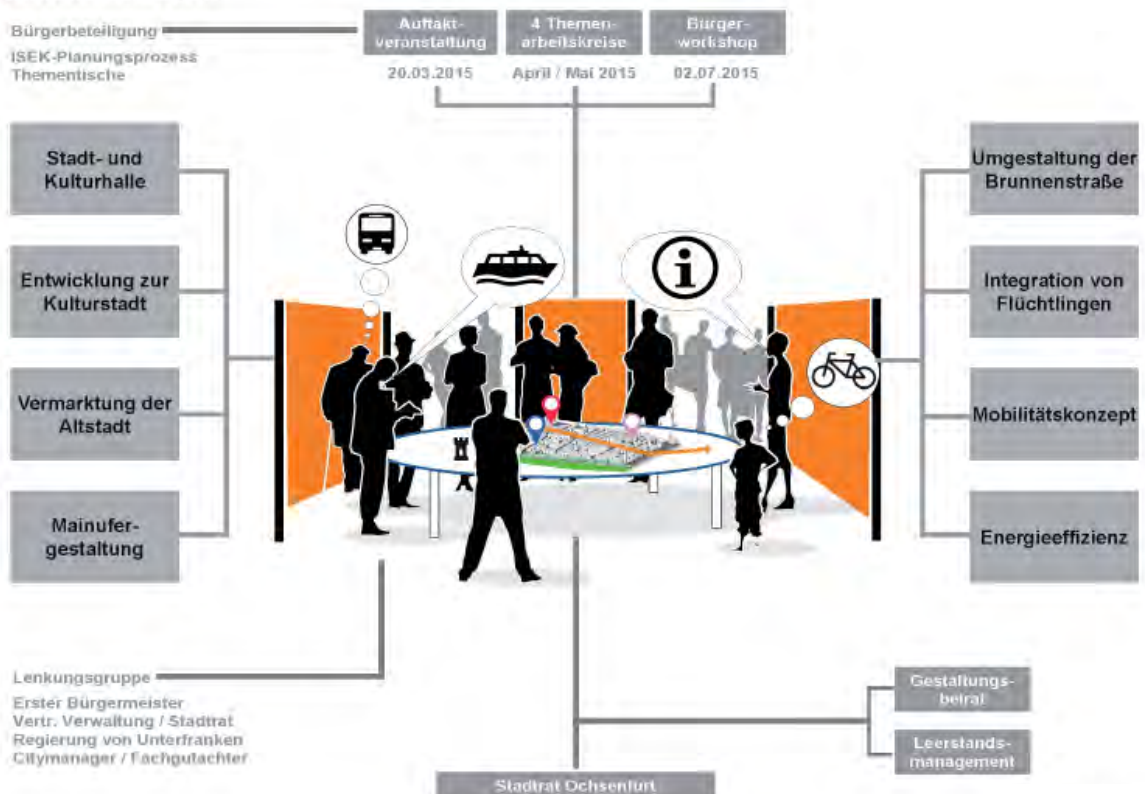 Bürgerbeteiligung
ISEK-Planungsprozess
Thementische
Auftakt-
veranstaltung
20.03.2015
4 Themen-
arbeitskreise
April / Mai 2015
Bürger-
workshop
02.07.2015
Stadt- und
Kulturhalle
Entwicklung zur
Kulturstadt
Vermarktung der
Altstadt
Mainufer-
gestaltung
Umgestaltung der
Brunnenstraße
Integration von
Flüchtlingen
Mobilitätskonzept
Energieeffizienz
i
Lenkungsgruppe
Erster Bürgermeister
Vertr. Verwaltung / Stadtrat
Regierung von Unterfranken
Citymanager / Fachgutachter
Gestaltungs-
beirat
Leerstands-
management
Stadtrat Ochsenfurt